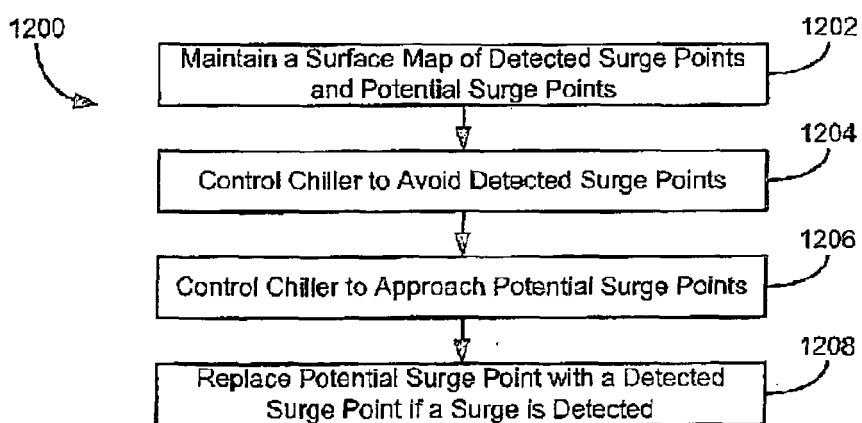 1200
1202
Maintain a Surface Map of Detected Surge Points
and Potential Surge Points
1204
Control Chiller to Avoid Detected Surge Points
1206
Control Chiller to Approach Potential Surge Points
1208
Replace Potential Surge Point with a Detected
Surge Point if a Surge is Detected